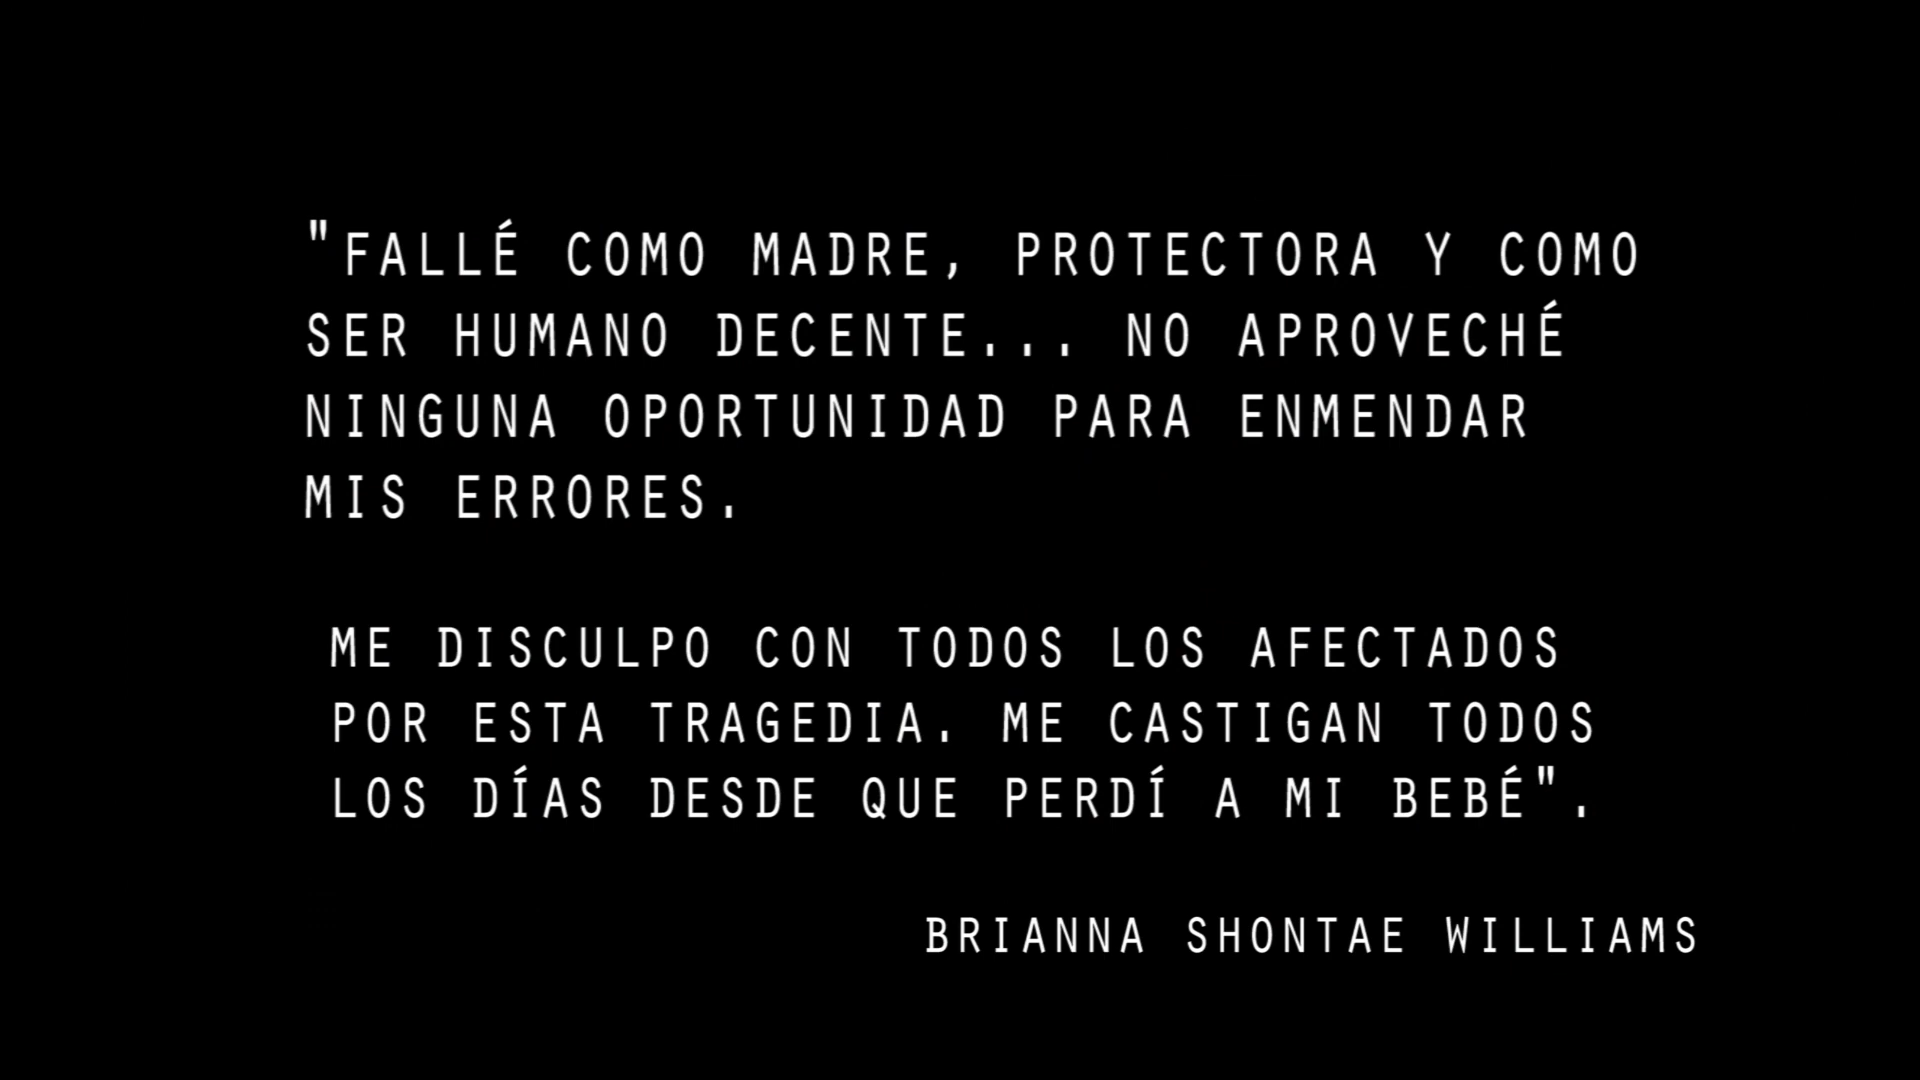 "FALLÉ COMO MADRE, PROTECTORA Y COMO
SER HUMANO DECENTE... NO APROVECHÉ
NINGUNA OPORTUNIDAD PARA ENMENDAR
MIS ERRORES.
ME DISCULPO CON TODOS LOS AFECTADOS
POR ESTA TRAGEDIA. ME CASTIGAN TODOS
LOS DÍAS DESDE QUE PERDÍ A MI BEBÉ".
BRIANNA SHONTAE WILLIAMS